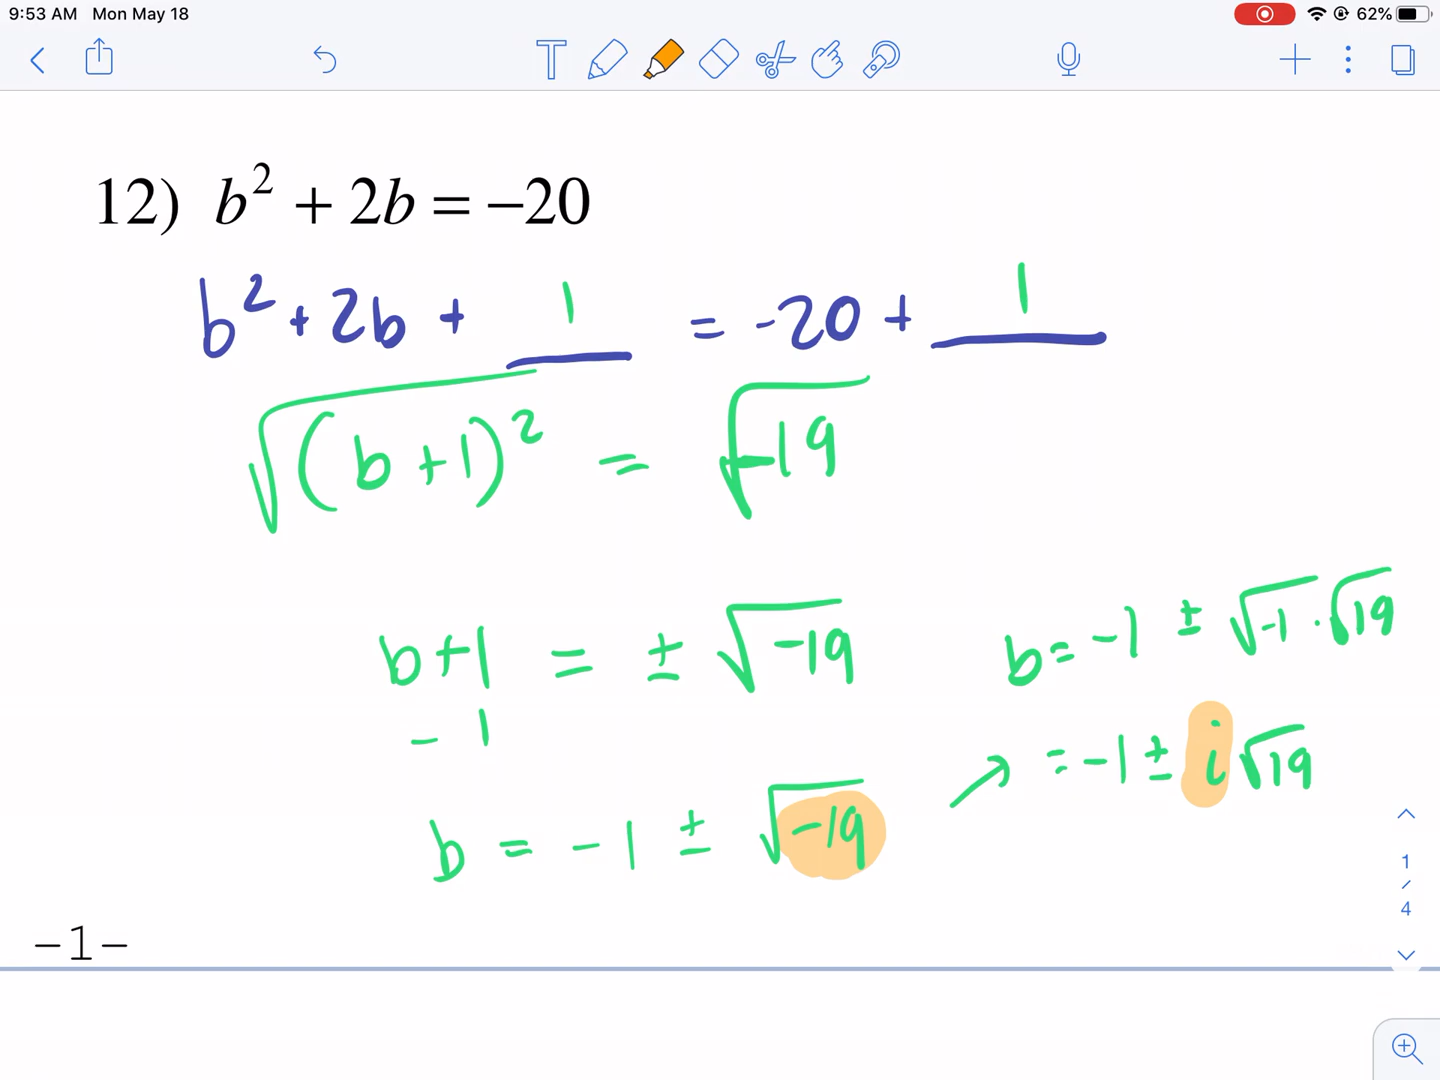 9:53 AM Mon May 18
62%
T
12) b² + 2b = −20
b² + 2b + 1 = -20 + 1
√(b+1)² = √-19
b+1 = ± √-19
- 1
b = -1 ± √-19
b = -1 ± √-1 · √19
= -1 ± i √19
1
/
4
-1-